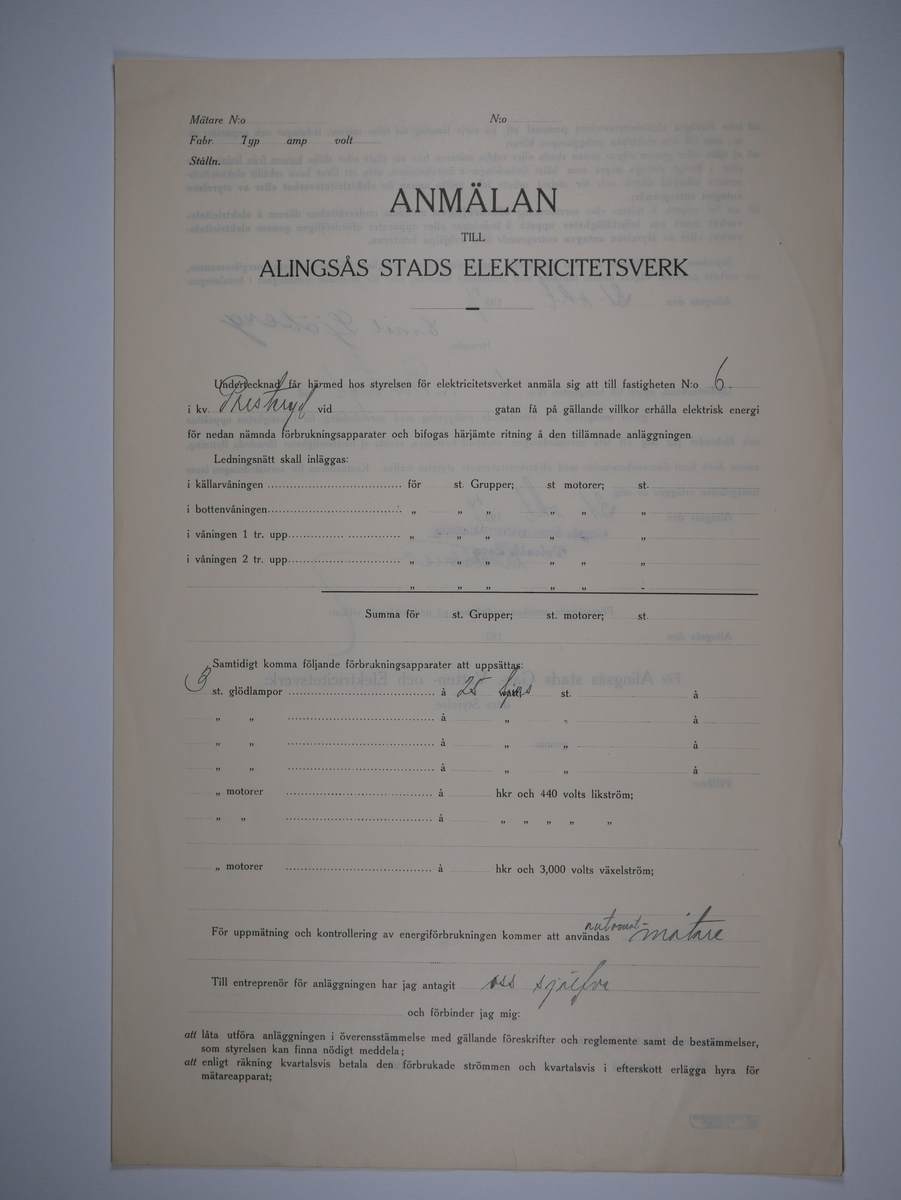 Mätare N:o N:o
Fabr. Typ amp volt
Ställn.
ANMÄLAN
TILL
ALINGSÅS STADS ELEKTRICITETSVERK
Undertecknad får härmed hos styrelsen för elektricitetsverket anmäla sig att till fastigheten N:o 6.
i kv. Prästeryd vid gatan få på gällande villkor erhålla elektrisk energi
för nedan nämnda förbrukningsapparater och bifogas härjämte ritning å den tillämnade anläggningen.
Ledningsnätt skall inläggas:
i källarvåningen för st. Grupper; st motorer; st.
i bottenvåningen „ „ „ „ „ „
i våningen 1 tr. upp „ „ „ „ „ „
i våningen 2 tr. upp „ „ „ „ „ „
„ „ „ „ „ „
Summa för st. Grupper; st. motorer; st.
Samtidigt komma följande förbrukningsapparater att uppsättas:
3 st. glödlampor å 25 st. å
„ „ å „ „ å
„ „ å „ „ å
„ „ å „ „ å
„ motorer å hkr och 440 volts likström;
„ „ å „ „ „ „ „
„ motorer å hkr och 3,000 volts växelström;
För uppmätning och kontrollering av energiförbrukningen kommer att användas automat-mätare
Till entreprenör för anläggningen har jag antagit oss själfva
och förbinder jag mig:
att låta utföra anläggningen i överensstämmelse med gällande föreskrifter och reglemente samt de bestämmelser,
som styrelsen kan finna nödigt meddela;
att enligt räkning kvartalsvis betala den förbrukade strömmen och kvartalsvis i efterskott erlägga hyra för
mätareapparat;